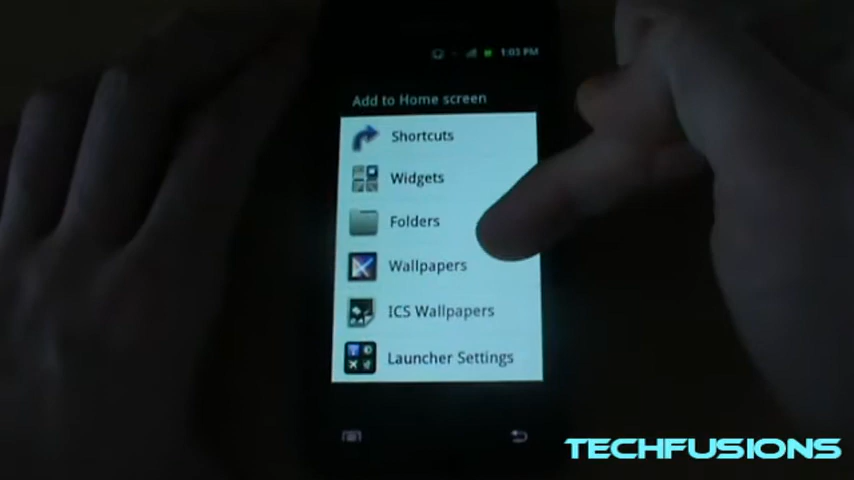 1:03 PM
Add to Home screen
Shortcuts
Widgets
Folders
Wallpapers
ICS Wallpapers
Launcher Settings
TECHFUSIONS